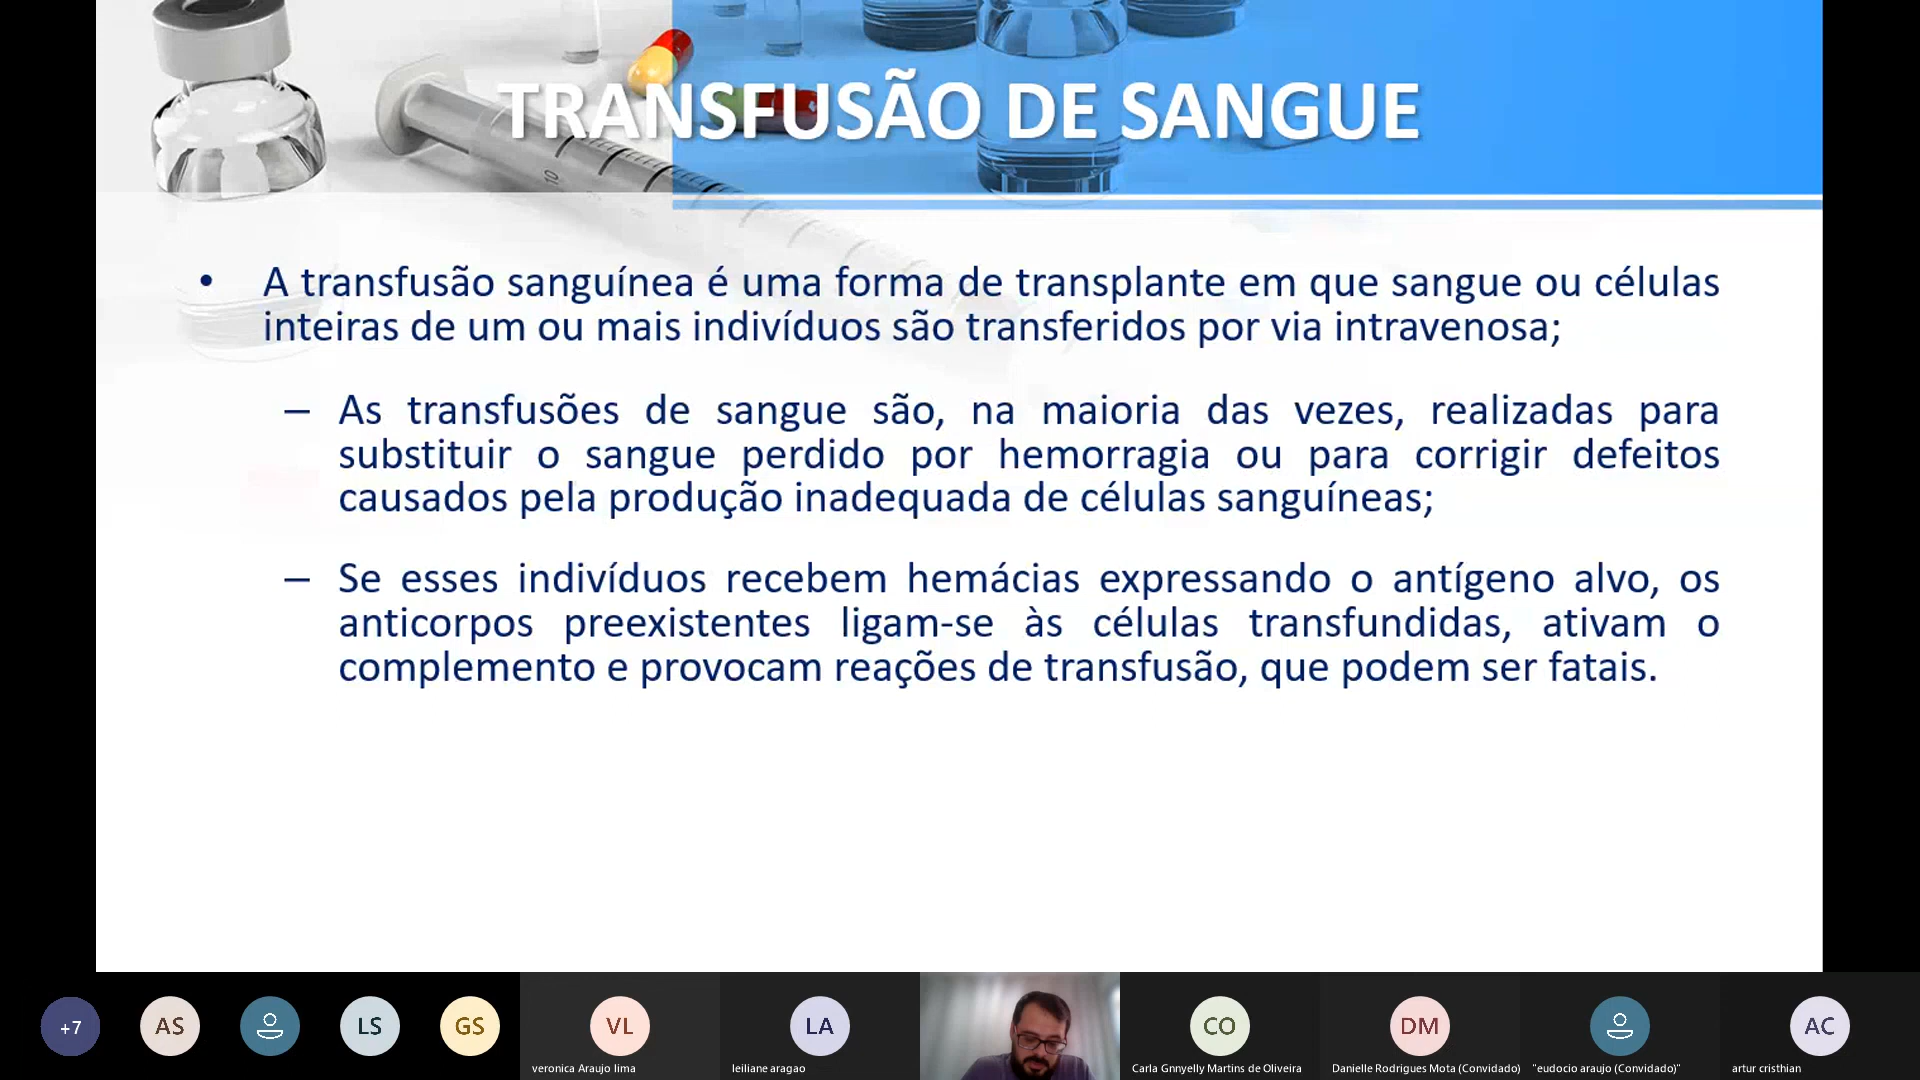 TRANSFUSÃO DE SANGUE
10
• A transfusão sanguínea é uma forma de transplante em que sangue ou células
inteiras de um ou mais indivíduos são transferidos por via intravenosa;
– As transfusões de sangue são, na maioria das vezes, realizadas para
substituir o sangue perdido por hemorragia ou para corrigir defeitos
causados pela produção inadequada de células sanguíneas;
– Se esses indivíduos recebem hemácias expressando o antígeno alvo, os
anticorpos preexistentes ligam-se às células transfundidas, ativam o
complemento e provocam reações de transfusão, que podem ser fatais.
+7
AS
LS
GS
VL
LA
CO
DM
AC
veronica Araujo lima
leiliane aragao
Carla Gnnyelly Martins de Oliveira
Danielle Rodrigues Mota (Convidado)
"eudocio araujo (Convidado)"
artur cristhian